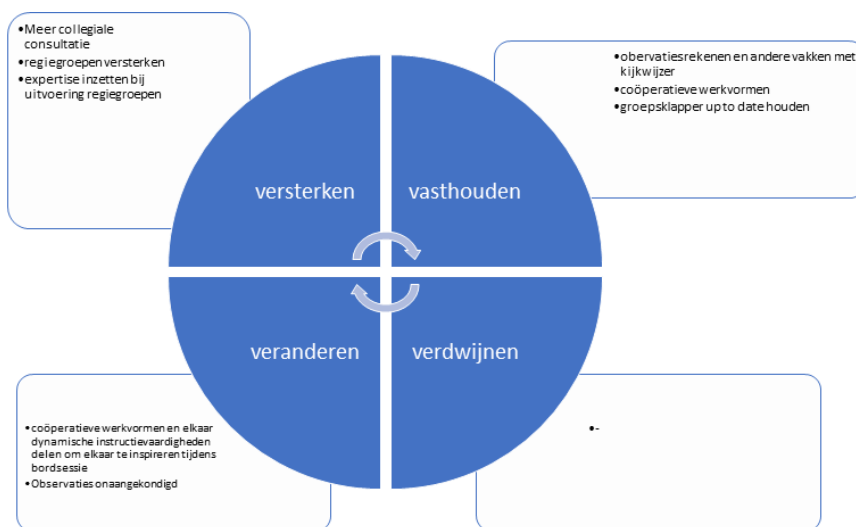 •Meer collegiale
consultatie
•regiegroepen versterken
•expertise inzetten bij
uitvoering regiegroepen
•obervatiesrekenen en andere vakken met
kijkwijzer
•coöperatieve werkvormen
•groepsklapper up to date houden
versterken
vasthouden
veranderen
verdwijnen
•coöperatieve werkvormen en elkaar
dynamische instructievaardigheden
delen om elkaar te inspireren tijdens
bordsessie
•Observaties onaangekondigd
•-